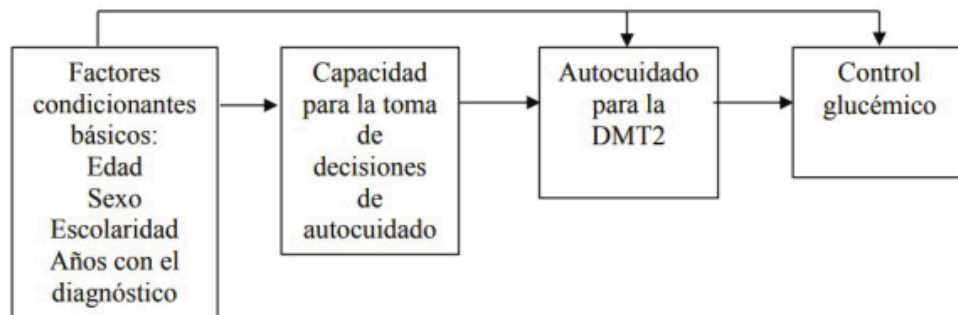 Factores
condicionantes
básicos:
Edad
Sexo
Escolaridad
Años con el
diagnóstico
Capacidad
para la toma
de
decisiones
de
autocuidado
Autocuidado
para la
DMT2
Control
glucémico